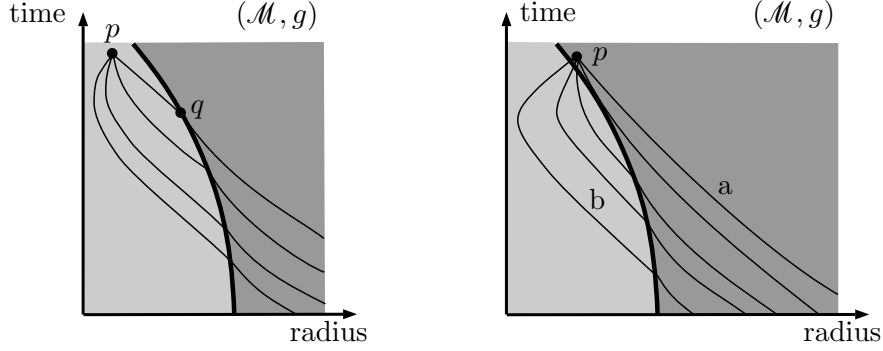 time
(ℳ, g)
p
q
radius
time
(ℳ, g)
p
a
b
radius